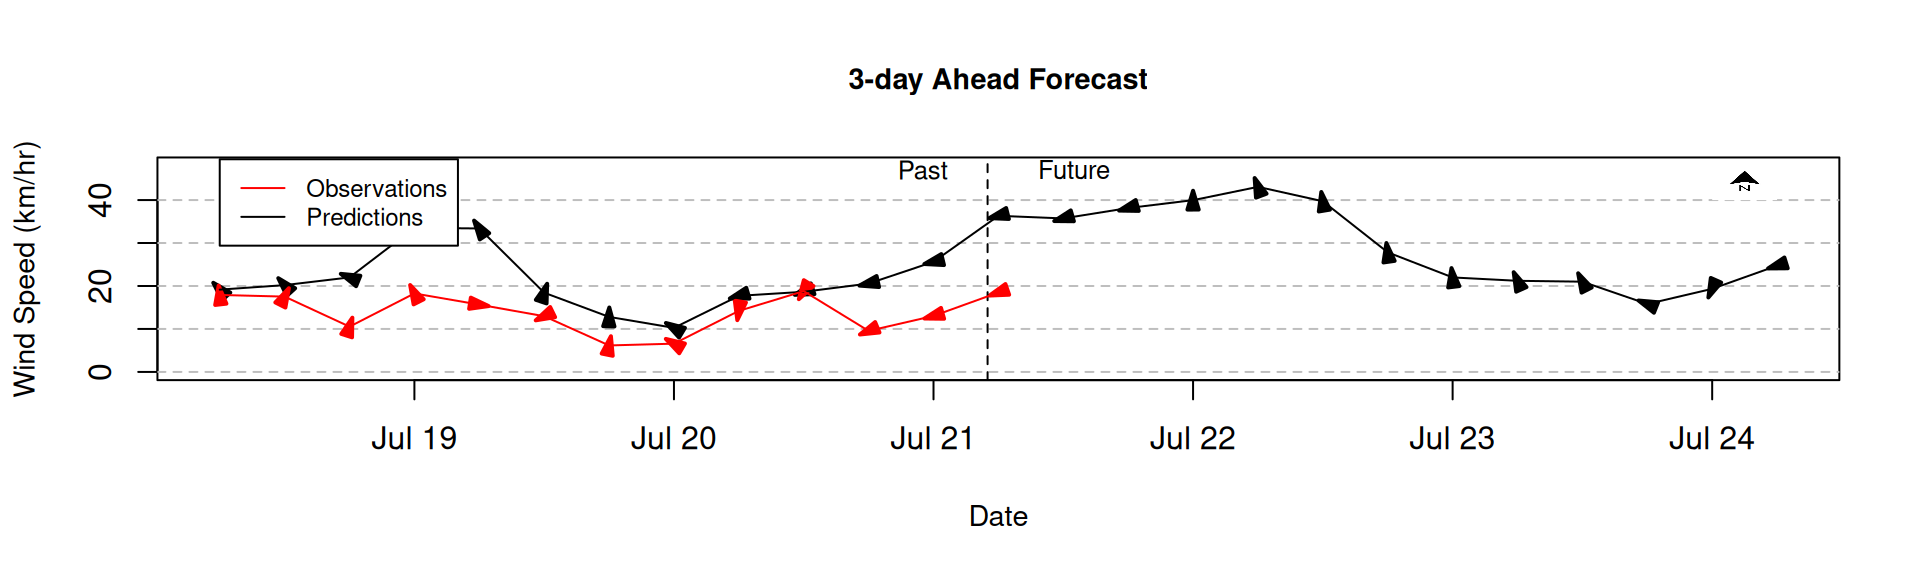 3-day Ahead Forecast
Wind Speed (km/hr)
40
20
0
Observations
Predictions
Past
Future
N
Jul 19
Jul 20
Jul 21
Jul 22
Jul 23
Jul 24
Date